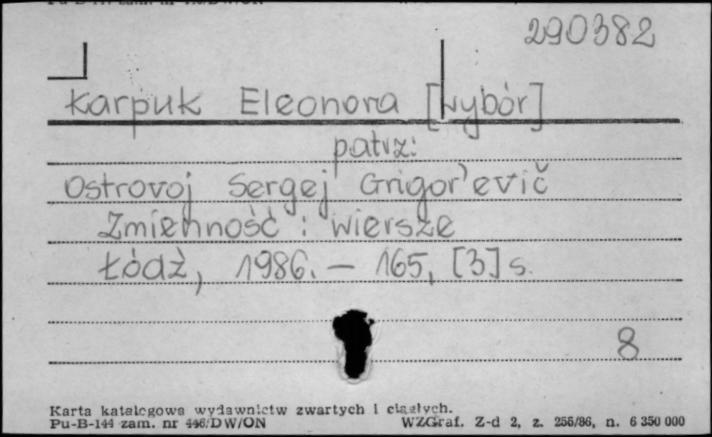 290382
Karpuk Eleonora [wybór]
patrz:
Ostrovoj Sergej Grigor'evič
Zmienność : wiersze
Łódź, 1986. — 165, [3] s.
8
Karta katalogowa wydawnictw zwartych i ciągłych.
Pu-B-144 zam. nr 446/DW/ON WZGraf. Z-d 2, z. 256/86, n. 6 350 000